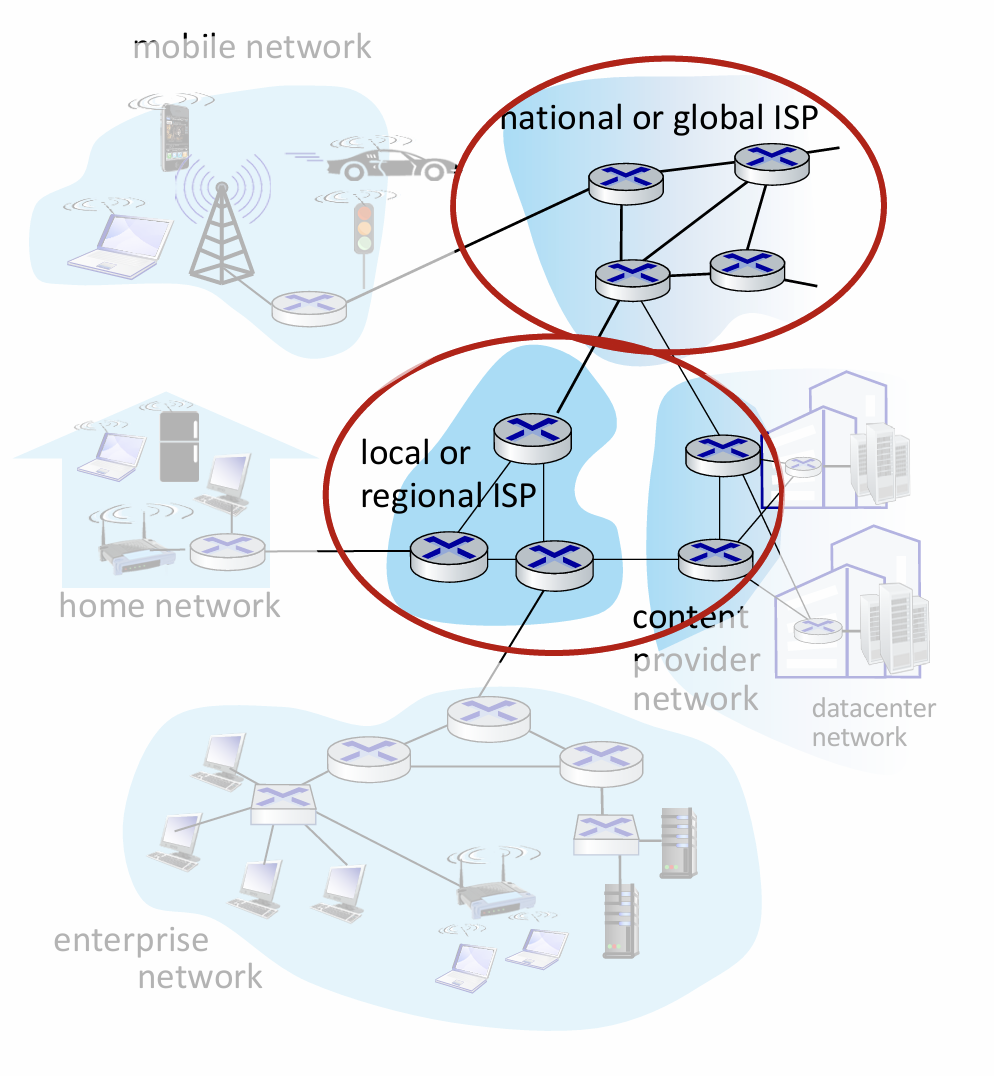 mobile network
national or global ISP
local or
regional ISP
home network
content
provider
network
datacenter
network
enterprise
network